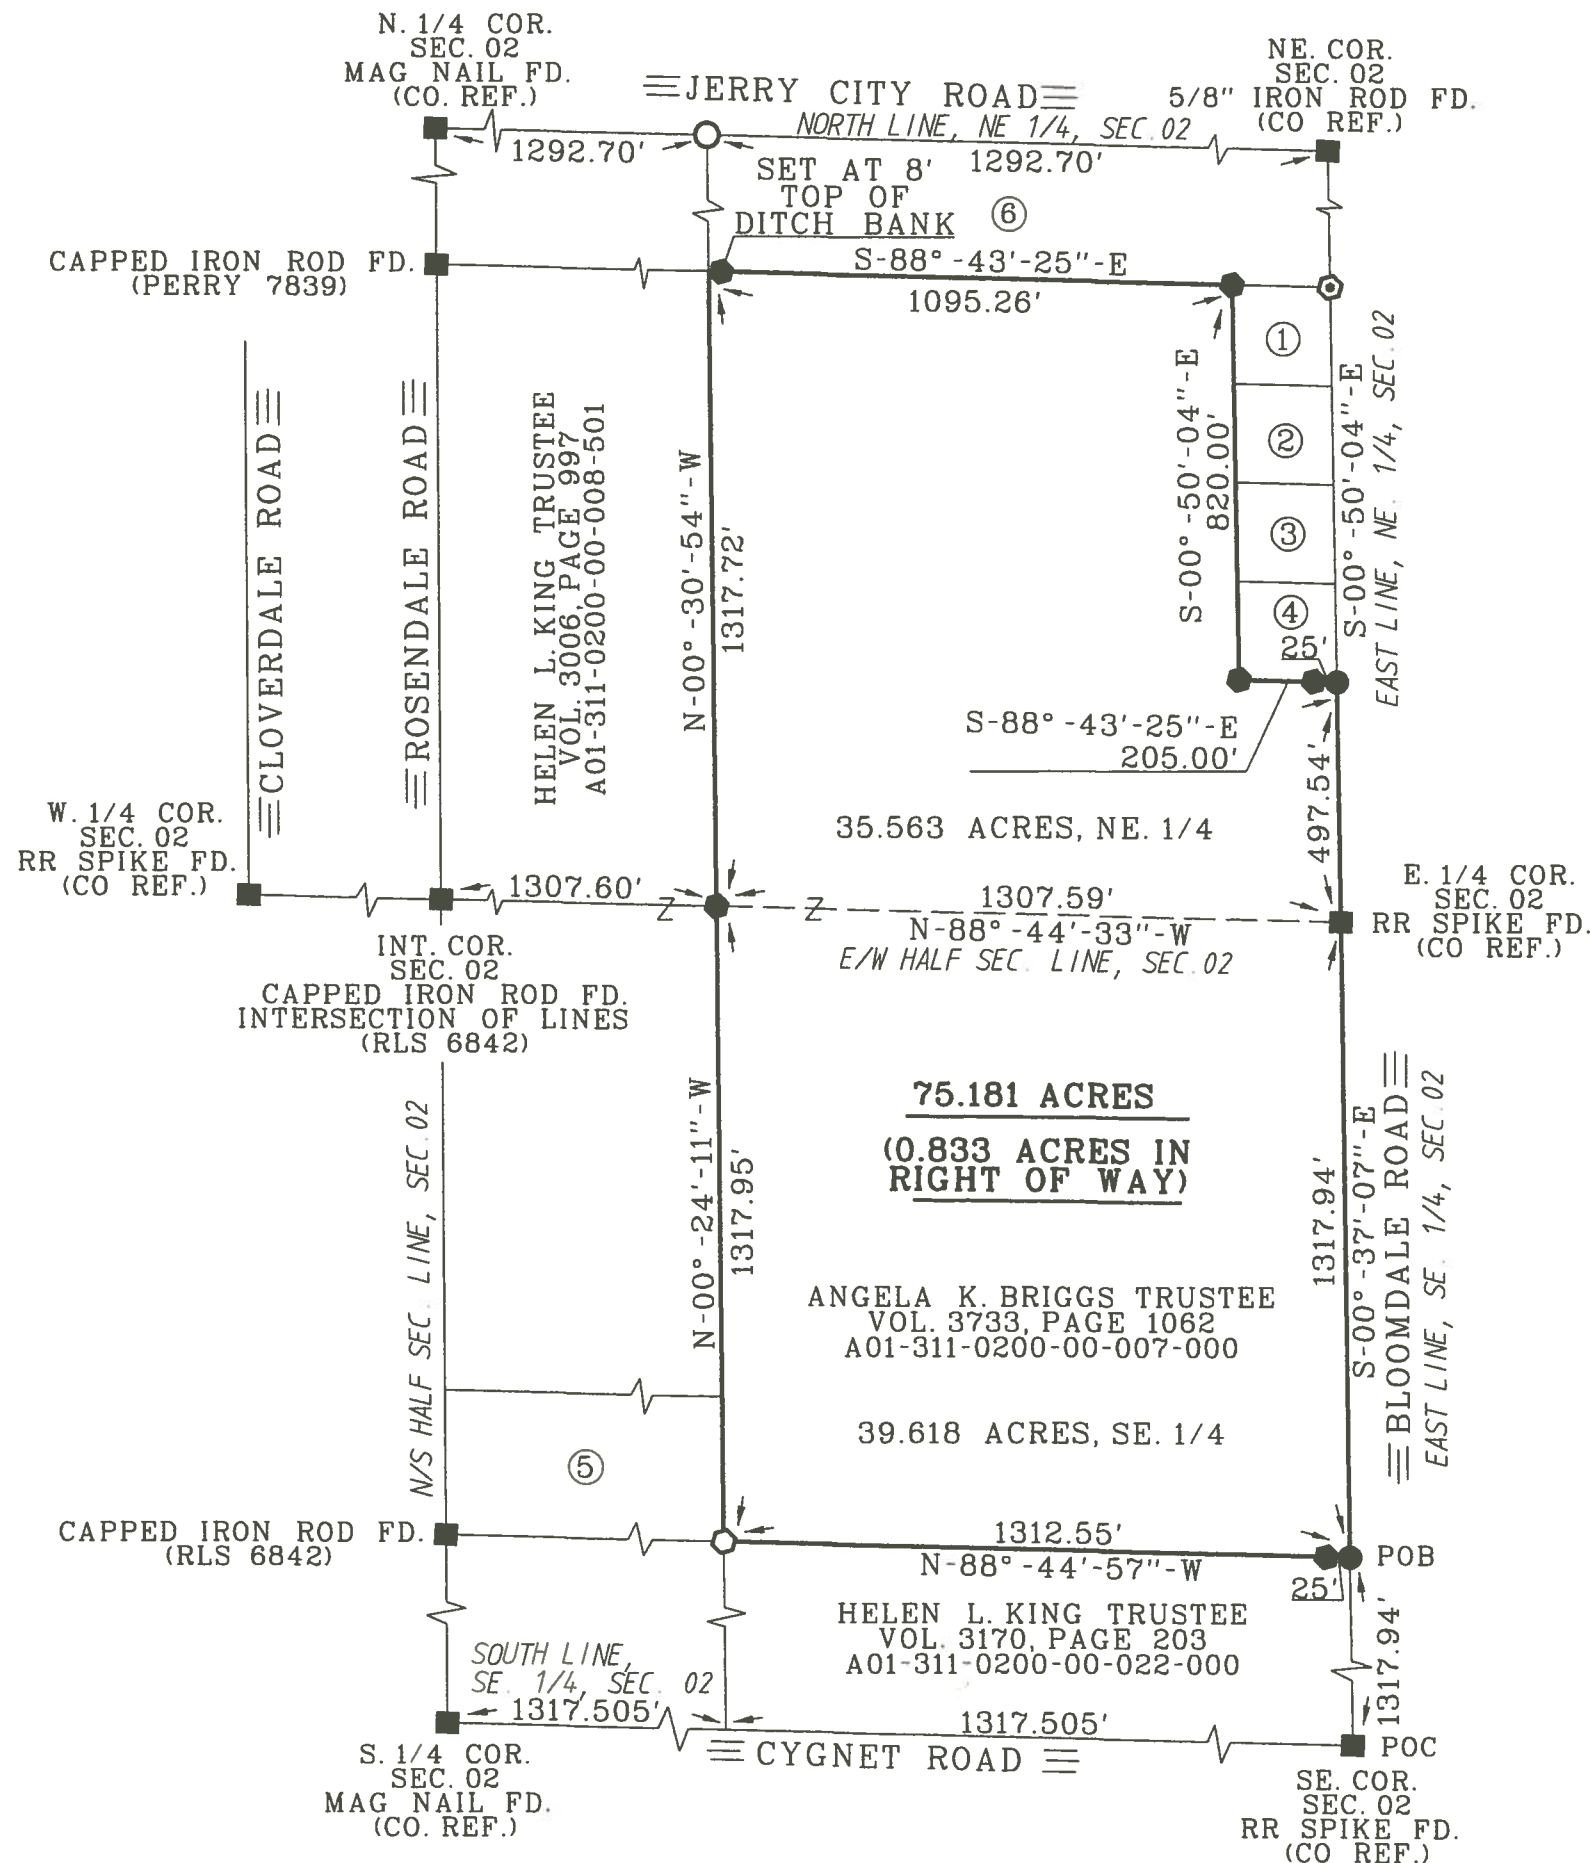 N. 1/4 COR.
SEC. 02
MAG NAIL FD.
(CO. REF.)
JERRY CITY ROAD
NORTH LINE, NE 1/4, SEC. 02
NE. COR.
SEC. 02
5/8" IRON ROD FD.
(CO REF.)
1292.70'
1292.70'
SET AT 8'
TOP OF
DITCH BANK
6
CAPPED IRON ROD FD.
(PERRY 7839)
S-88°-43'-25"-E
1095.26'
CLOVERDALE ROAD
ROSENDALE ROAD
HELEN L. KING TRUSTEE
VOL. 3006, PAGE 997
A01-311-0200-00-008-501
N-00°-30'-54"-W
1317.72'
S-00°-50'-04"-E
820.00'
1
2
3
4
25'
S-00°-50'-04"-E
EAST LINE, NE. 1/4, SEC. 02
S-88°-43'-25"-E
205.00'
497.54'
35.563 ACRES, NE. 1/4
W. 1/4 COR.
SEC. 02
RR SPIKE FD.
(CO REF.)
1307.60'
Z
Z
1307.59'
N-88°-44'-33"-W
E/W HALF SEC. LINE, SEC. 02
E. 1/4 COR.
SEC. 02
RR SPIKE FD.
(CO REF.)
INT. COR.
SEC. 02
CAPPED IRON ROD FD.
INTERSECTION OF LINES
(RLS 6842)
N/S HALF SEC. LINE, SEC. 02
N-00°-24'-11"-W
1317.95'
75.181 ACRES
(0.833 ACRES IN
RIGHT OF WAY)
1317.94'
S-00°-37'-07"-E
BLOOMDALE ROAD
EAST LINE, SE. 1/4, SEC. 02
ANGELA K. BRIGGS TRUSTEE
VOL. 3733, PAGE 1062
A01-311-0200-00-007-000
39.618 ACRES, SE. 1/4
5
CAPPED IRON ROD FD.
(RLS 6842)
1312.55'
N-88°-44'-57"-W
25'
POB
HELEN L. KING TRUSTEE
VOL. 3170, PAGE 203
A01-311-0200-00-022-000
1317.94'
SOUTH LINE,
SE. 1/4, SEC. 02
1317.505'
1317.505'
CYGNET ROAD
POC
S. 1/4 COR.
SEC. 02
MAG NAIL FD.
(CO. REF.)
SE. COR.
SEC. 02
RR SPIKE FD.
(CO REF.)